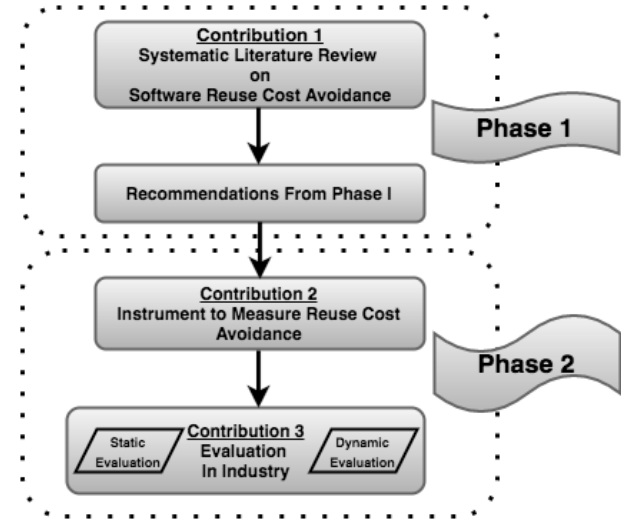 Contribution 1
Systematic Literature Review
on
Software Reuse Cost Avoidance
Phase 1
Recommendations From Phase I
Contribution 2
Instrument to Measure Reuse Cost
Avoidance
Phase 2
Contribution 3
Evaluation
In Industry
Static
Evaluation
Dynamic
Evaluation